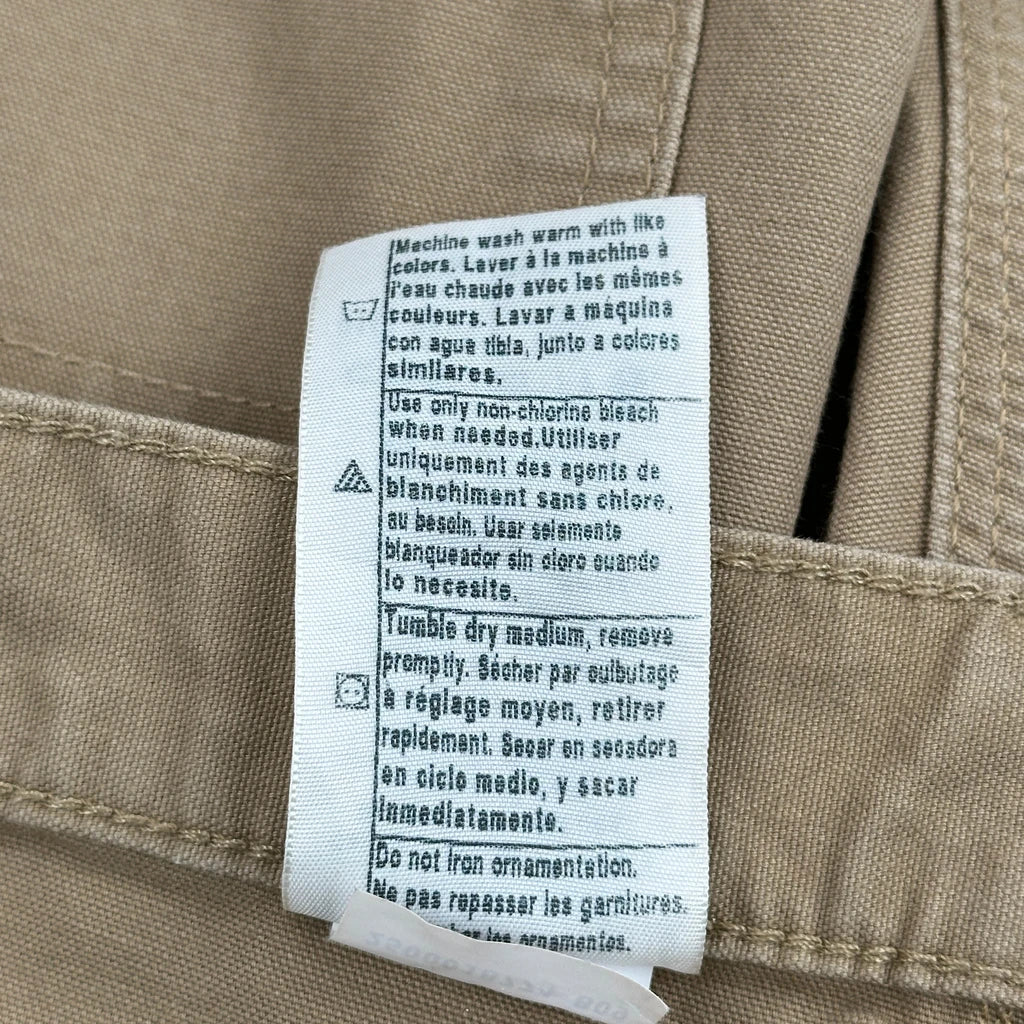 Machine wash warm with like
colors. Laver à la machine à
l'eau chaude avec les mêmes
couleurs. Lavar a máquina
con agua tibia, junto a colores
similares.
Use only non-chlorine bleach
when needed.Utiliser
uniquement des agents de
blanchiment sans chlore,
au besoin. Usar selemente
blanqueador sin cloro cuando
lo necesite.
Tumble dry medium, remove
promptly. Sécher par culbutage
à réglage moyen, retirer
rapidement. Secar en secadora
en ciclo medio, y sacar
inmediatamente.
Do not iron ornamentation.
Ne pas repasser les garnitures.
los ornamentos.